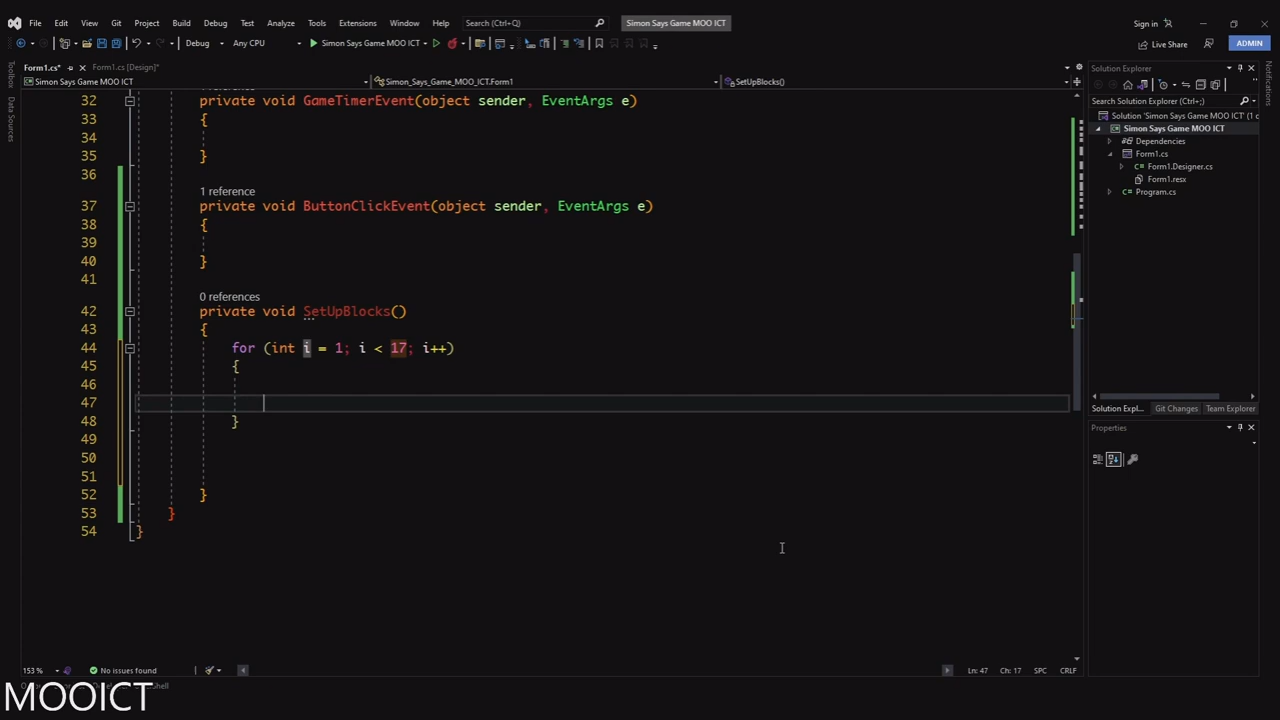 File Edit View Git Project Build Debug Test Analyze Tools Extensions Window Help Search (Ctrl+Q) Simon Says Game MOO ICT Sign in
Debug Any CPU Simon Says Game MOO ICT Live Share ADMIN
Form1.cs* Form1.cs [Design]*
Simon Says Game MOO ICT Simon_Says_Game_MOO_ICT.Form1 SetUpBlocks()
Toolbox
Data Sources
32 private void GameTimerEvent(object sender, EventArgs e)
33 {
34
35 }
36
1 reference
37 private void ButtonClickEvent(object sender, EventArgs e)
38 {
39
40 }
41
0 references
42 private void SetUpBlocks()
43 {
44 for (int i = 1; i < 17; i++)
45 {
46
47
48 }
49
50
51
52 }
53 }
54 }
153 % No issues found Ln: 47 Ch: 17 SPC CRLF
Solution Explorer
Search Solution Explorer (Ctrl+;)
Solution 'Simon Says Game MOO ICT' (1 c
Simon Says Game MOO ICT
Dependencies
Form1.cs
Form1.Designer.cs
Form1.resx
Program.cs
Solution Expl... Git Changes Team Explorer
Properties
Notifications
MOOICT